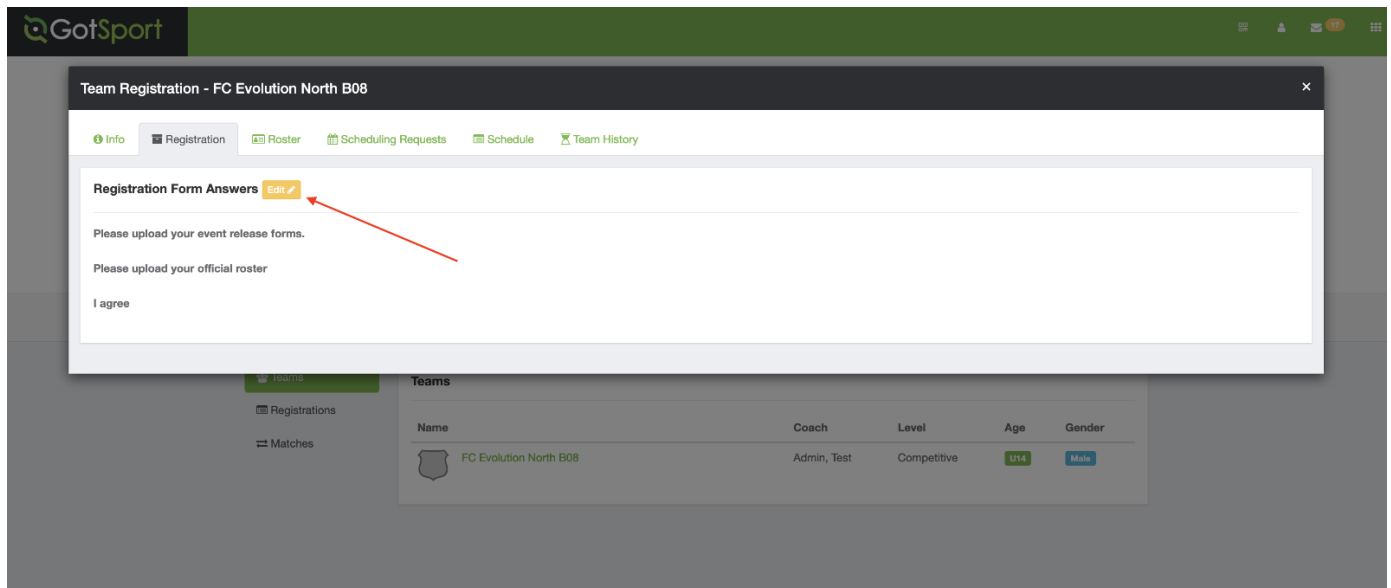 GotSport
17
Team Registration - FC Evolution North B08
×
Info Registration Roster Scheduling Requests Schedule Team History
Registration Form Answers Edit
Please upload your event release forms.
Please upload your official roster
I agree
Teams
Teams
Registrations
Matches
Name Coach Level Age Gender
FC Evolution North B08 Admin, Test Competitive U14 Male